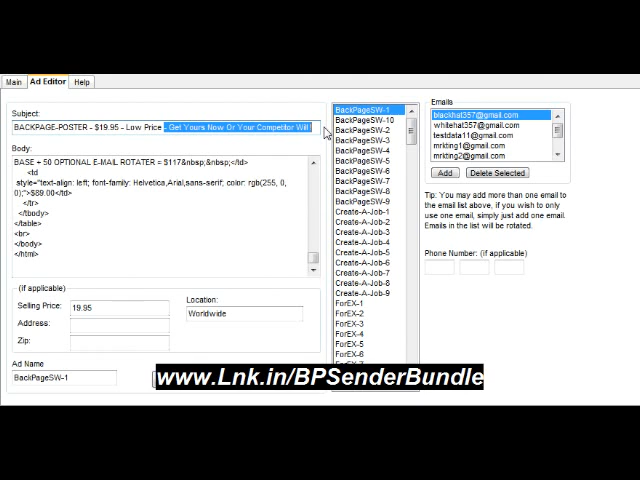 Main
Ad Editor
Help
Subject:
BACKPAGE-POSTER - $19.95 - Low Price - Get Yours Now Or Your Competitor Will !
Body:
BASE + 50 OPTIONAL E-MAIL ROTATER = $117&nbsp;&nbsp;</td>
<td
style="text-align: left; font-family: Helvetica,Arial,sans-serif; color: rgb(255, 0,
0);">$89.00</td>
</tr>
</tbody>
</table>
<br>
</body>
</html>
(if applicable)
Selling Price:
19.95
Address:
Zip:
Location:
Worldwide
Ad Name
BackPageSW-1
BackPageSW-1
BackPageSW-10
BackPageSW-2
BackPageSW-3
BackPageSW-4
BackPageSW-5
BackPageSW-6
BackPageSW-7
BackPageSW-8
BackPageSW-9
Create-A-Job-1
Create-A-Job-2
Create-A-Job-3
Create-A-Job-4
Create-A-Job-5
Create-A-Job-6
Create-A-Job-7
Create-A-Job-8
Create-A-Job-9
ForEX-1
ForEX-2
ForEX-3
ForEX-4
ForEX-5
ForEX-6
Emails
blackhat357@gmail.com
whitehat357@gmail.com
testdata11@gmail.com
mrkting1@gmail.com
mrkting2@gmail.com
Add
Delete Selected
Tip: You may add more than one email to
the email list above, if you wish to only
use one email, simply just add one email.
Emails in the list will be rotated.
Phone Number: (if applicable)
www.Lnk.in/BPSenderBundle